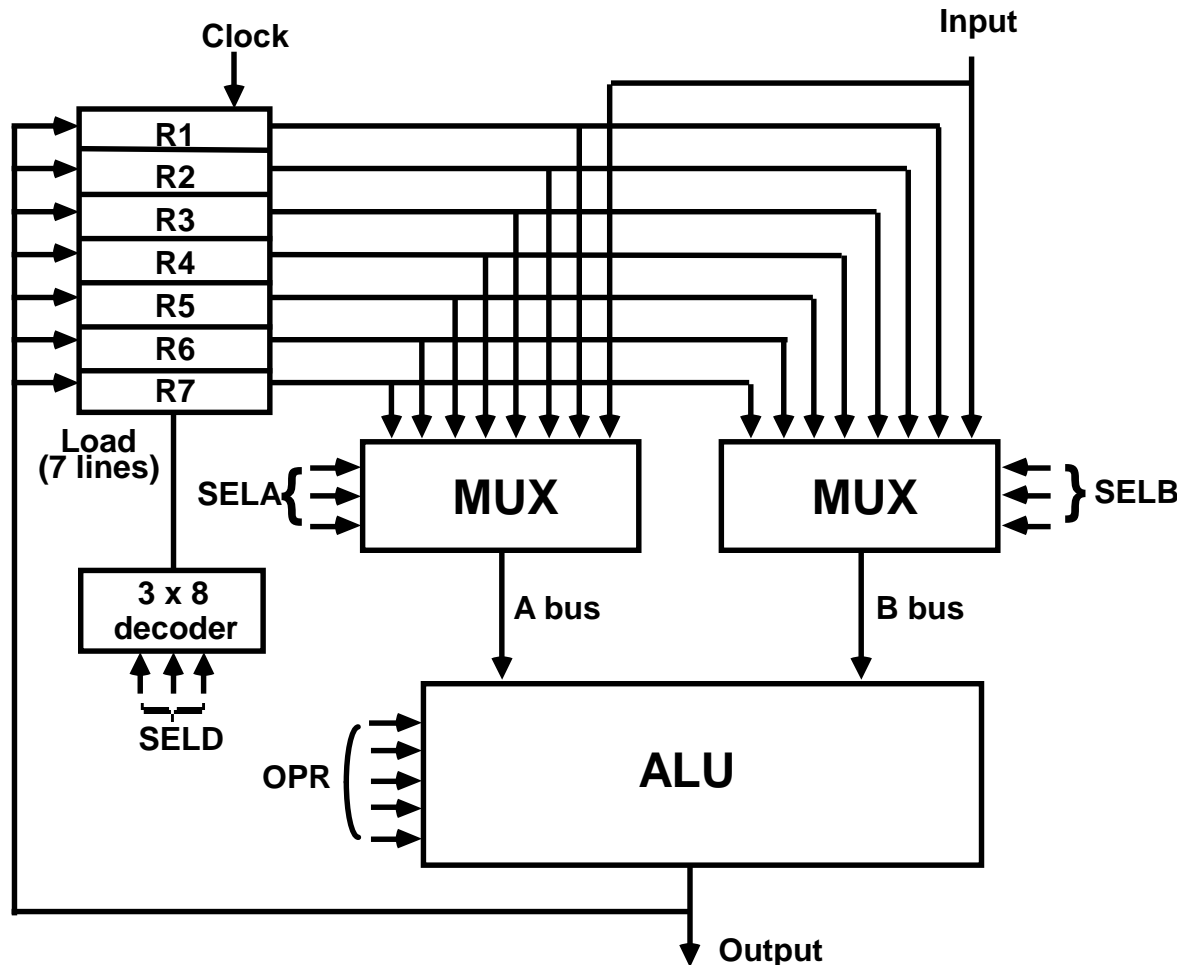 Clock
Input
R1
R2
R3
R4
R5
R6
R7
Load
(7 lines)
SELA
MUX
MUX
SELB
3 x 8
decoder
A bus
B bus
SELD
OPR
ALU
Output